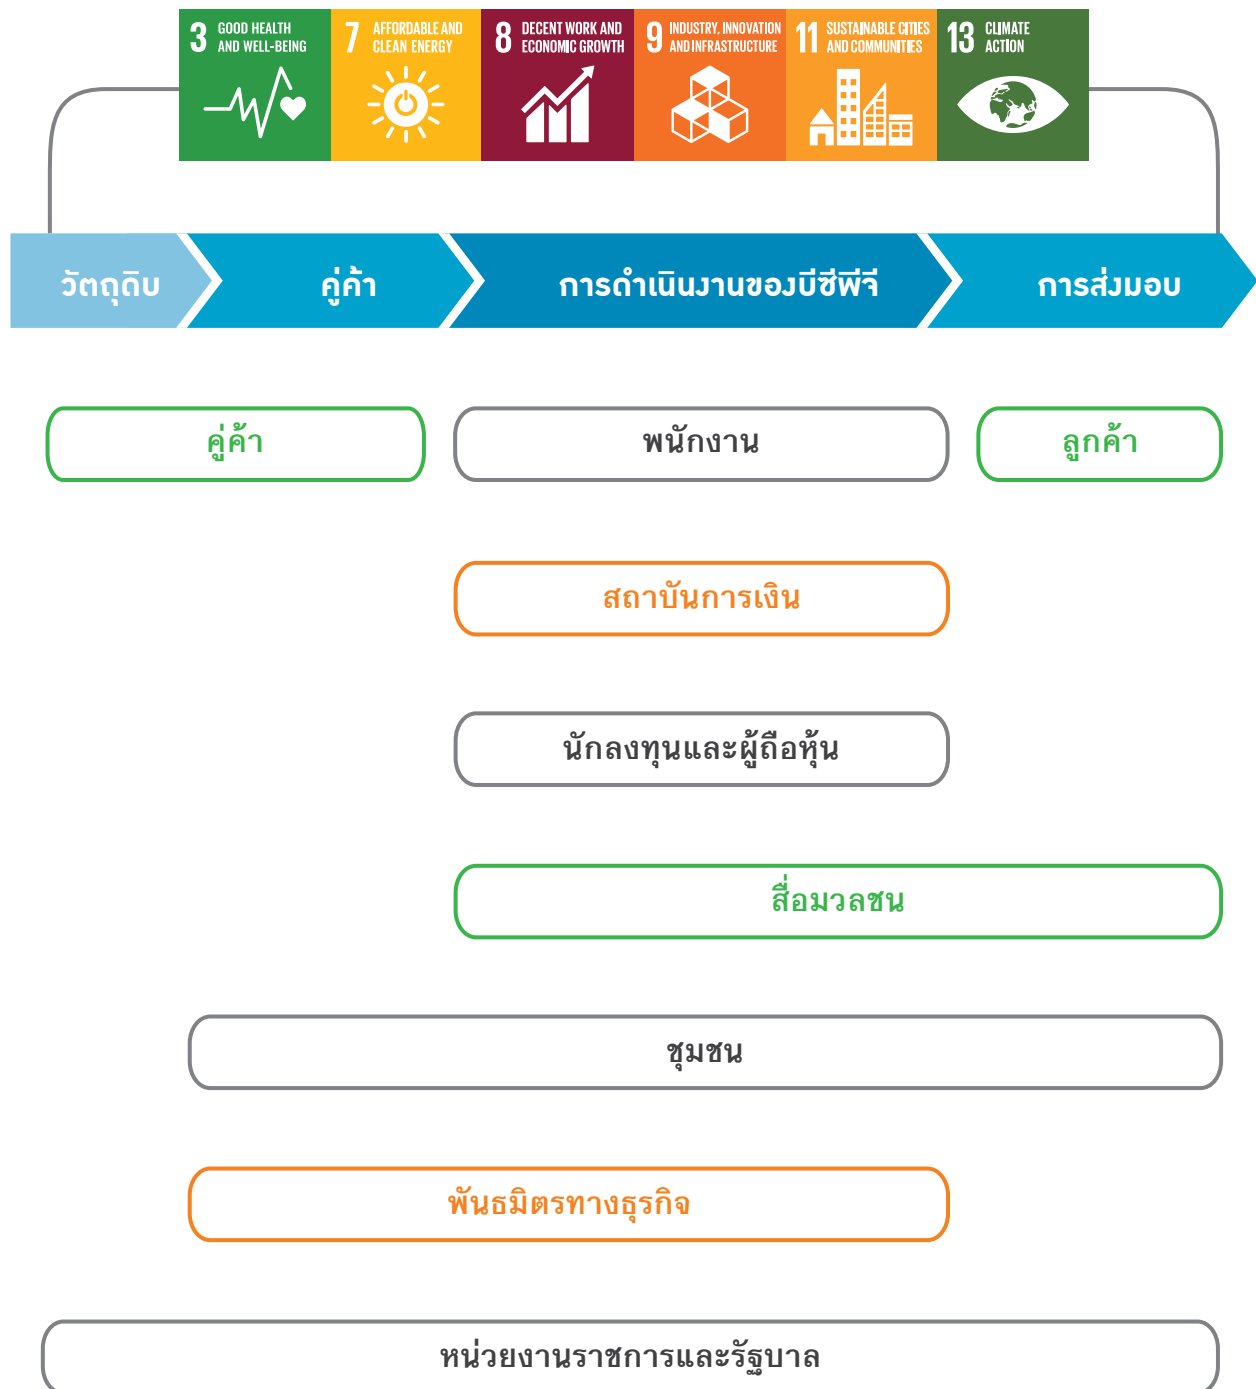 3 GOOD HEALTH AND WELL-BEING
7 AFFORDABLE AND CLEAN ENERGY
8 DECENT WORK AND ECONOMIC GROWTH
9 INDUSTRY, INNOVATION AND INFRASTRUCTURE
11 SUSTAINABLE CITIES AND COMMUNITIES
13 CLIMATE ACTION
วัตถุดิบ
คู่ค้า
การดำเนินงานของบีซีพีจี
การส่งมอบ
คู่ค้า
พนักงาน
ลูกค้า
สถาบันการเงิน
นักลงทุนและผู้ถือหุ้น
สื่อมวลชน
ชุมชน
พันธมิตรทางธุรกิจ
หน่วยงานราชการและรัฐบาล